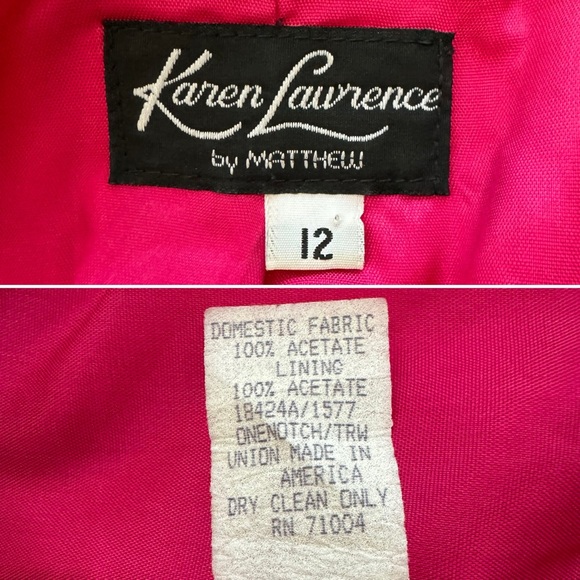 Karen Lawrence
by MATTHEW
12
DOMESTIC FABRIC
100% ACETATE
LINING
100% ACETATE
18424A/1577
ONENOTCH/TRW
UNION MADE IN
AMERICA
DRY CLEAN ONLY
RN 71004